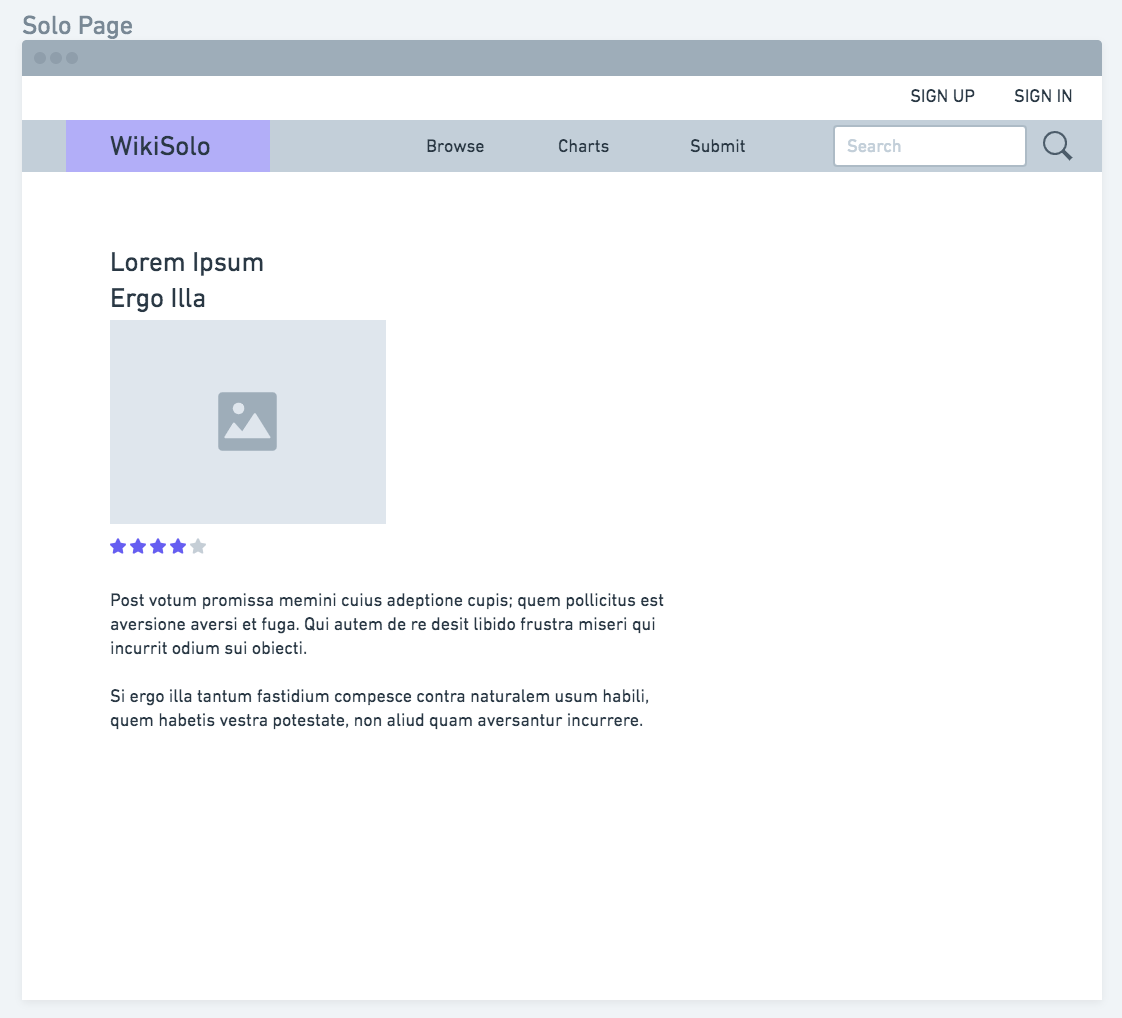 Solo Page
SIGN UP SIGN IN
WikiSolo Browse Charts Submit Search
Lorem Ipsum
Ergo Illa
Post votum promissa memini cuius adeptione cupis; quem pollicitus est
aversione aversi et fuga. Qui autem de re desit libido frustra miseri qui
incurrit odium sui obiecti.
Si ergo illa tantum fastidium compesce contra naturalem usum habili,
quem habetis vestra potestate, non aliud quam aversantur incurrere.